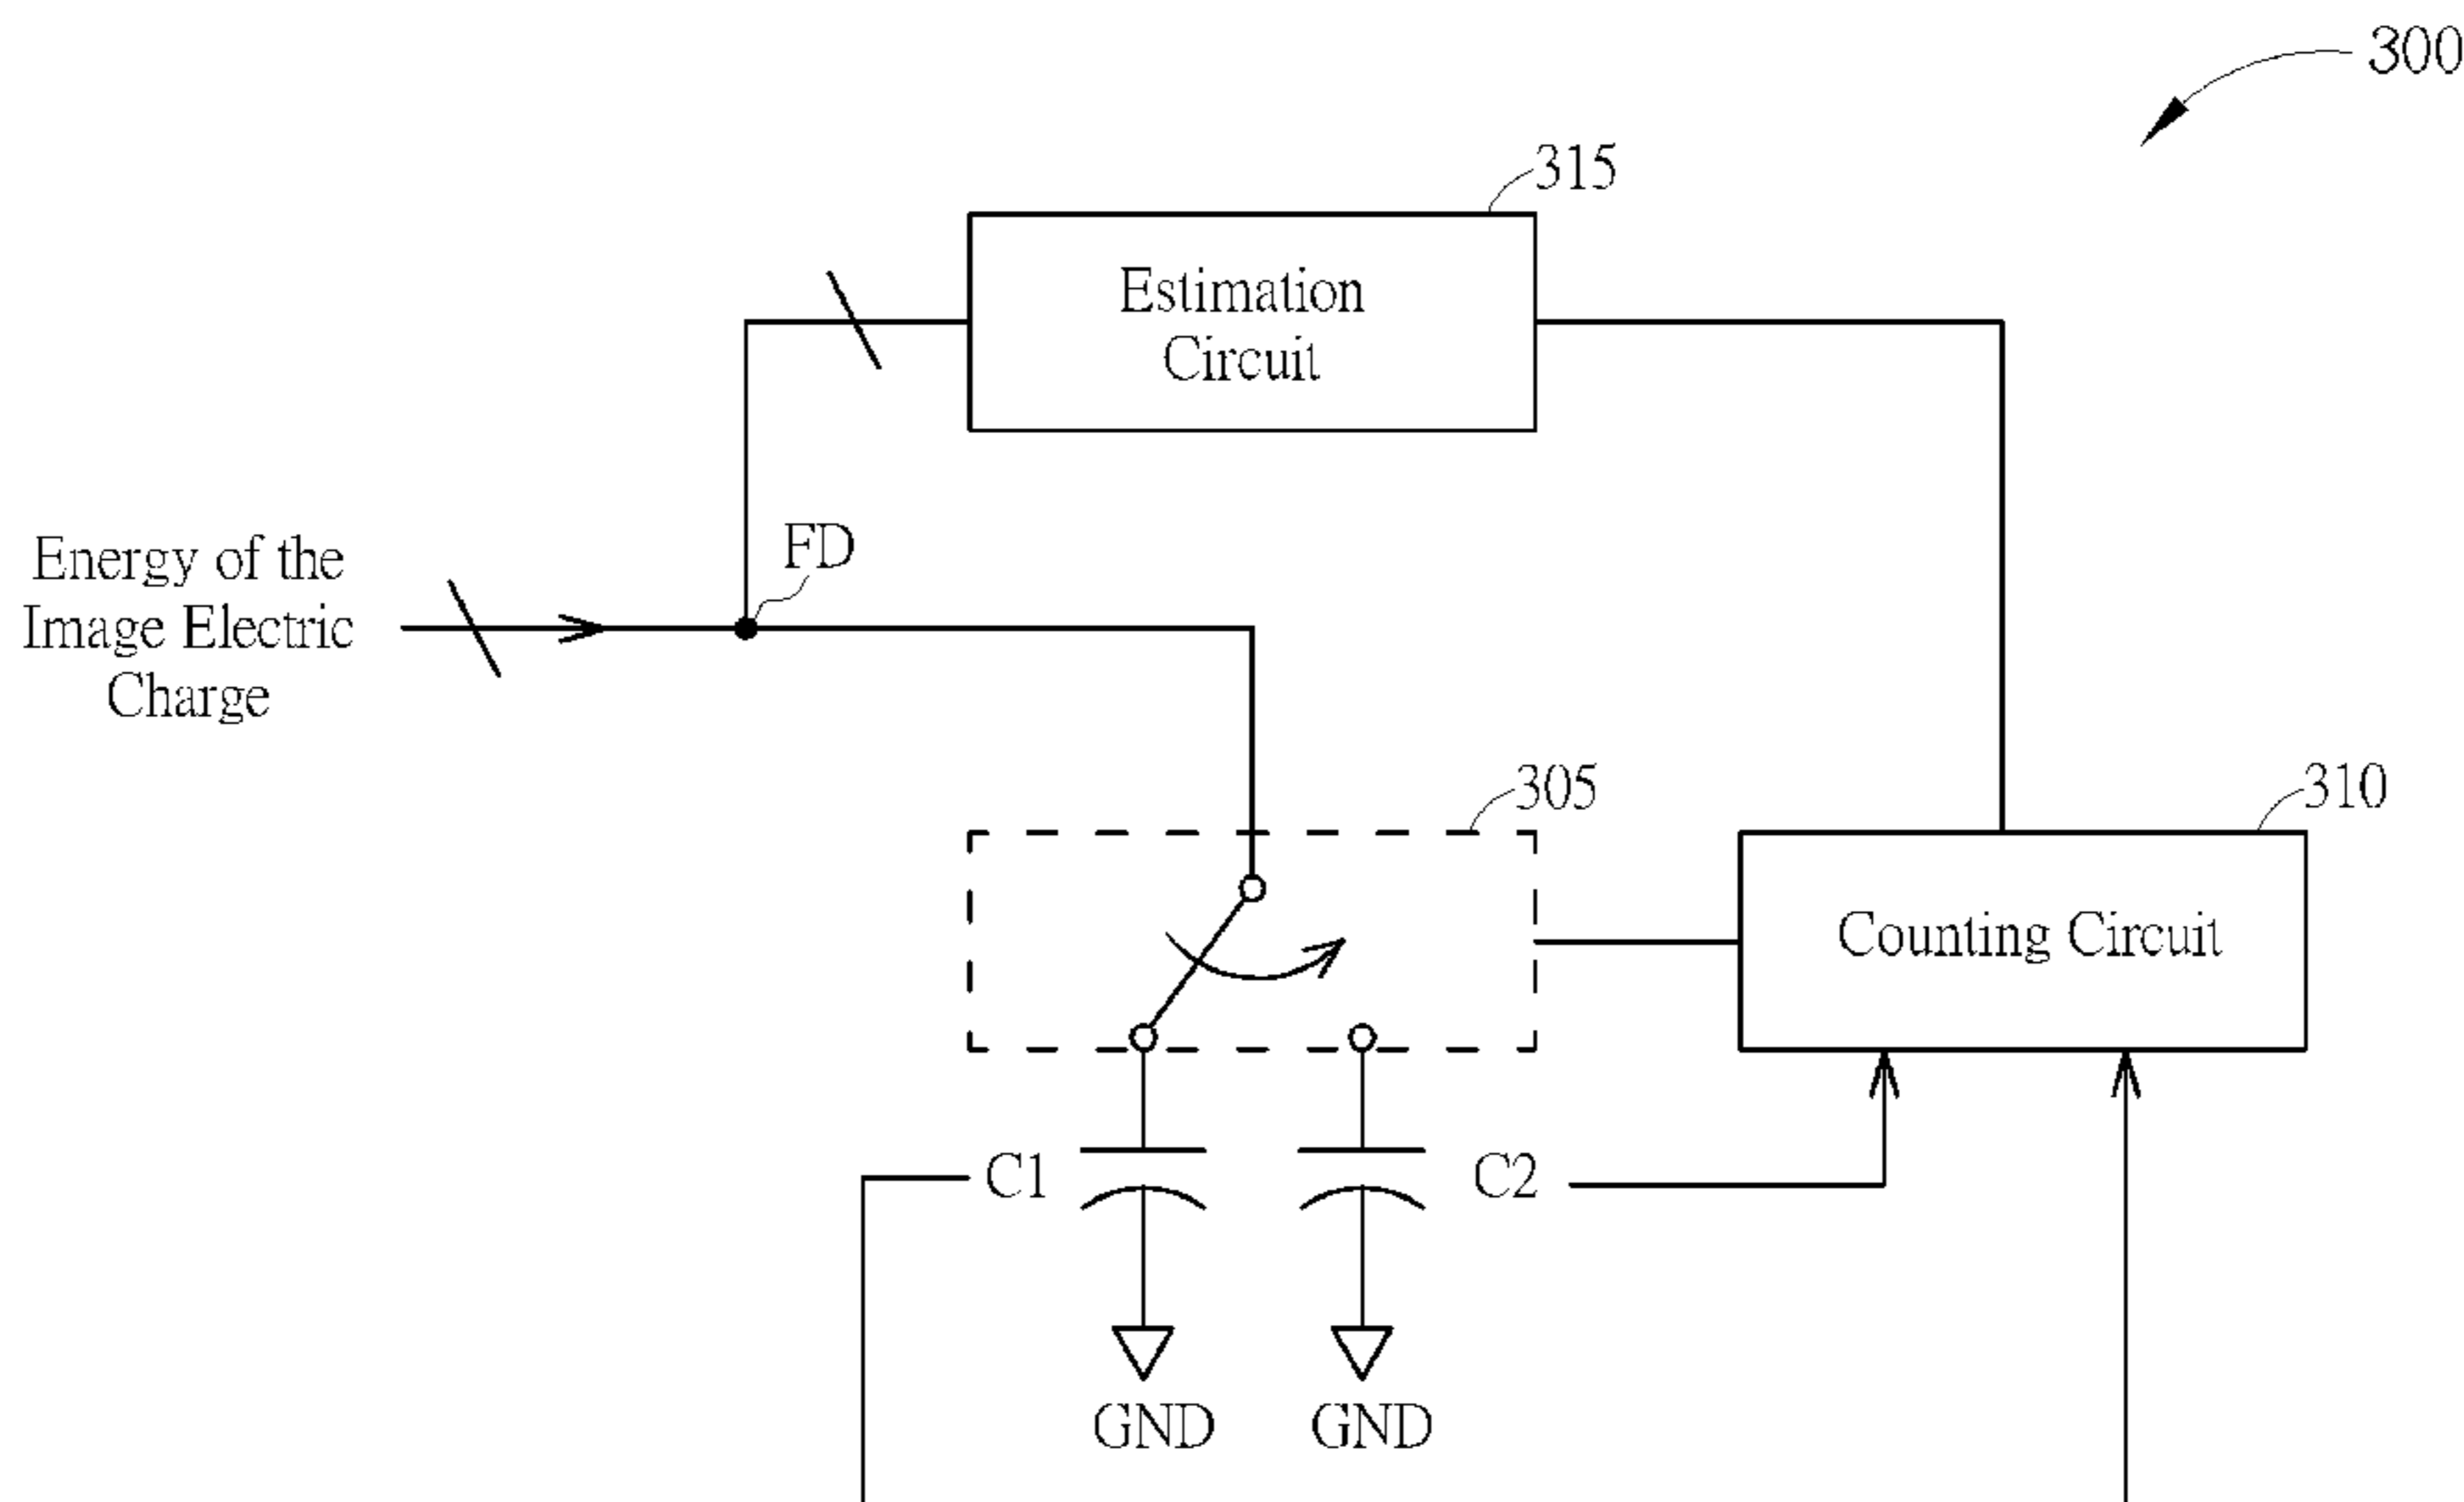 300
315
Estimation
Circuit
FD
Energy of the
Image Electric
Charge
305
310
Counting Circuit
C1
C2
GND
GND